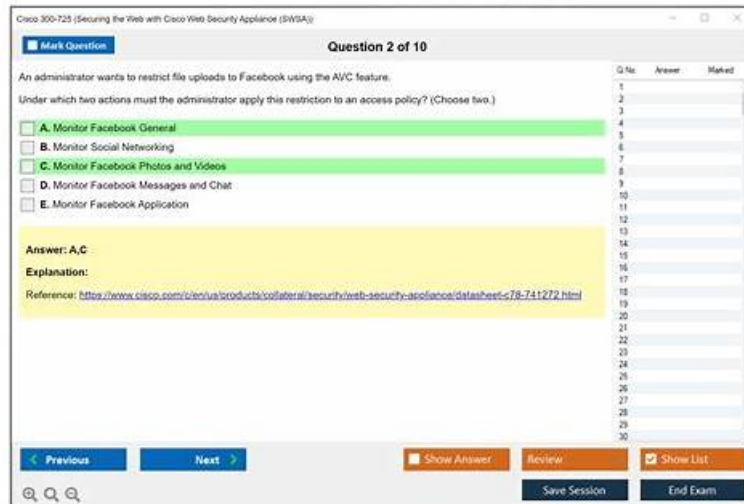 Cisco 300-725 (Securing the Web with Cisco Web Security Appliance (SWSA))
Mark Question
Question 2 of 10
Q.No. Answer Marked
An administrator wants to restrict file uploads to Facebook using the AVC feature.
Under which two actions must the administrator apply this restriction to an access policy? (Choose two.)
A. Monitor Facebook General
B. Monitor Social Networking
C. Monitor Facebook Photos and Videos
D. Monitor Facebook Messages and Chat
E. Monitor Facebook Application
Answer: A,C
Explanation:
Reference: https://www.cisco.com/c/en/us/products/collateral/security/web-security-appliance/datasheet-c78-741272.html
1
2
3
4
5
6
7
8
9
10
11
12
13
14
15
16
17
18
19
20
21
22
23
24
25
26
27
28
29
30
Previous
Next
Show Answer
Review
Show List
Save Session
End Exam